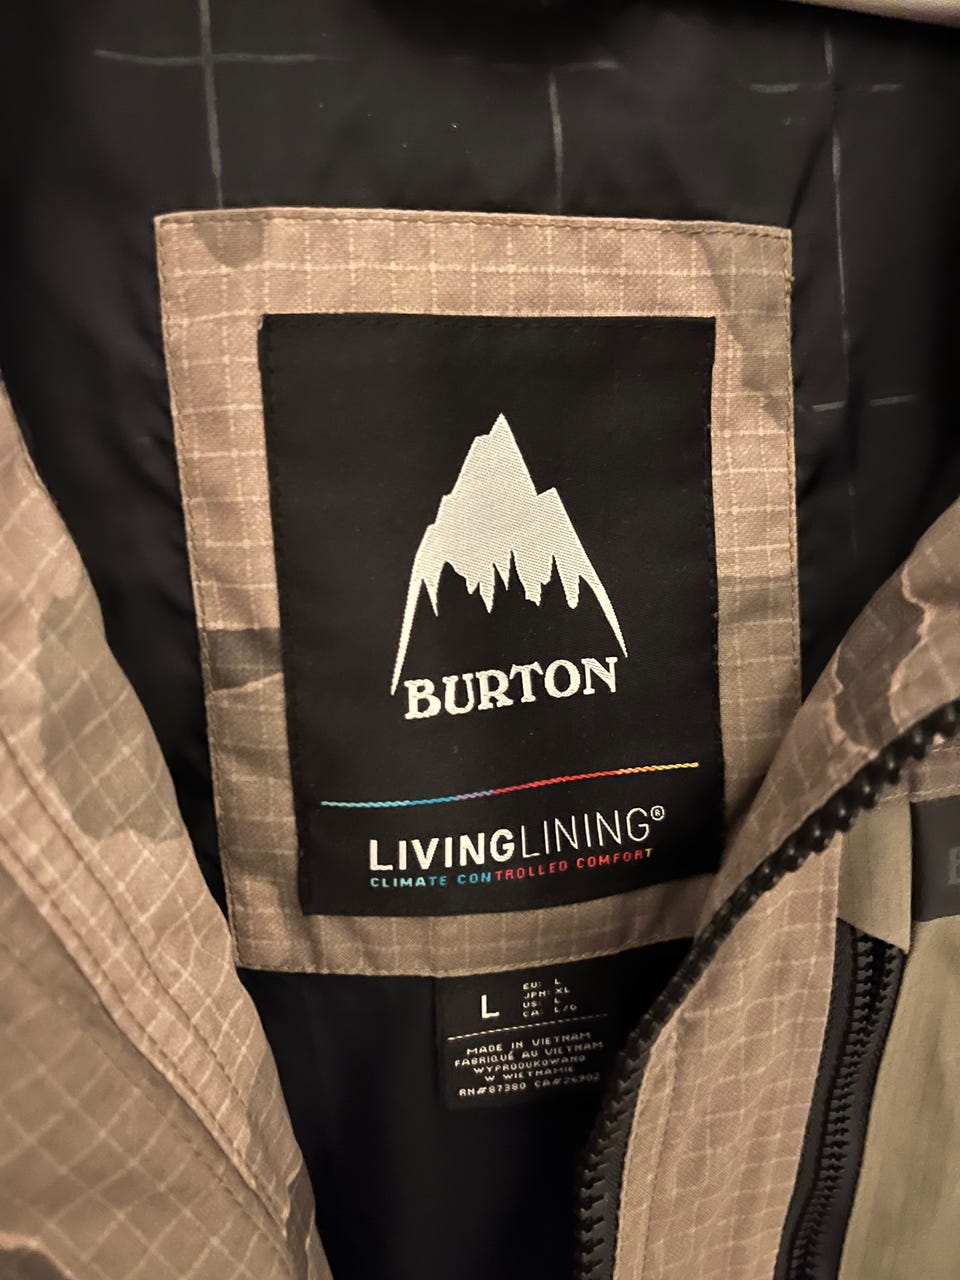 BURTON
LIVINGLINING®
CLIMATE CONTROLLED COMFORT
L
EU: L
JPN: XL
US: L
CA: L/G
MADE IN VIETNAM
FABRIQUÉ AU VIETNAM
WYPRODUKOWANO
W WIETNAMIE
RN#87380 CA#26902